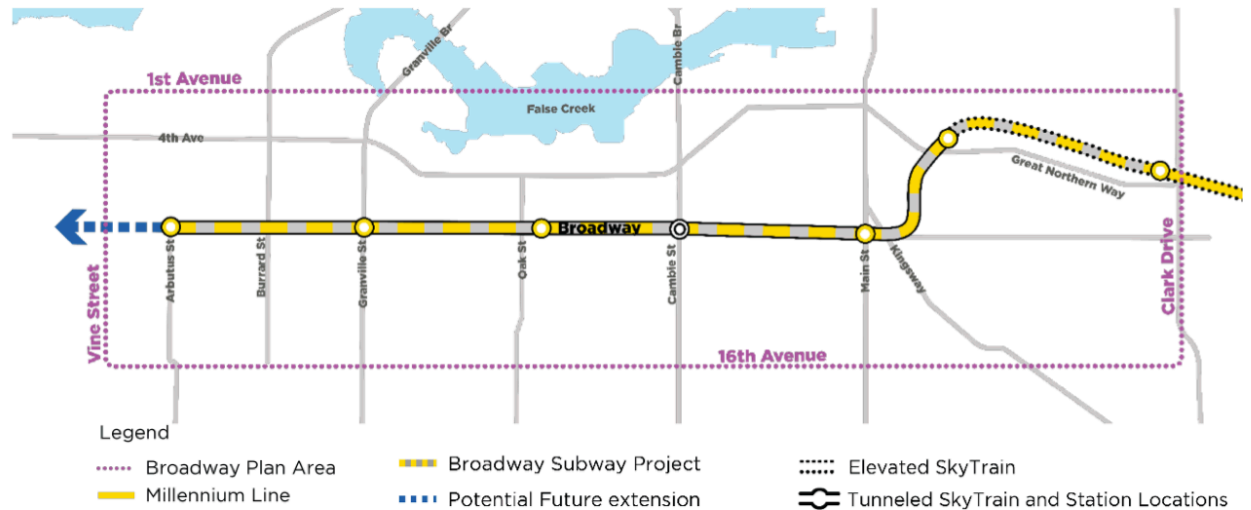 1st Avenue
Granville Br
Cambie Br
False Creek
4th Ave
Great Northern Way
Broadway
Vine Street
Arbutus St
Burrard St
Granville St
Oak St
Cambie St
Main St
Kingsway
Clark Drive
16th Avenue
Legend
Broadway Plan Area
Broadway Subway Project
Elevated SkyTrain
Millennium Line
Potential Future extension
Tunneled SkyTrain and Station Locations